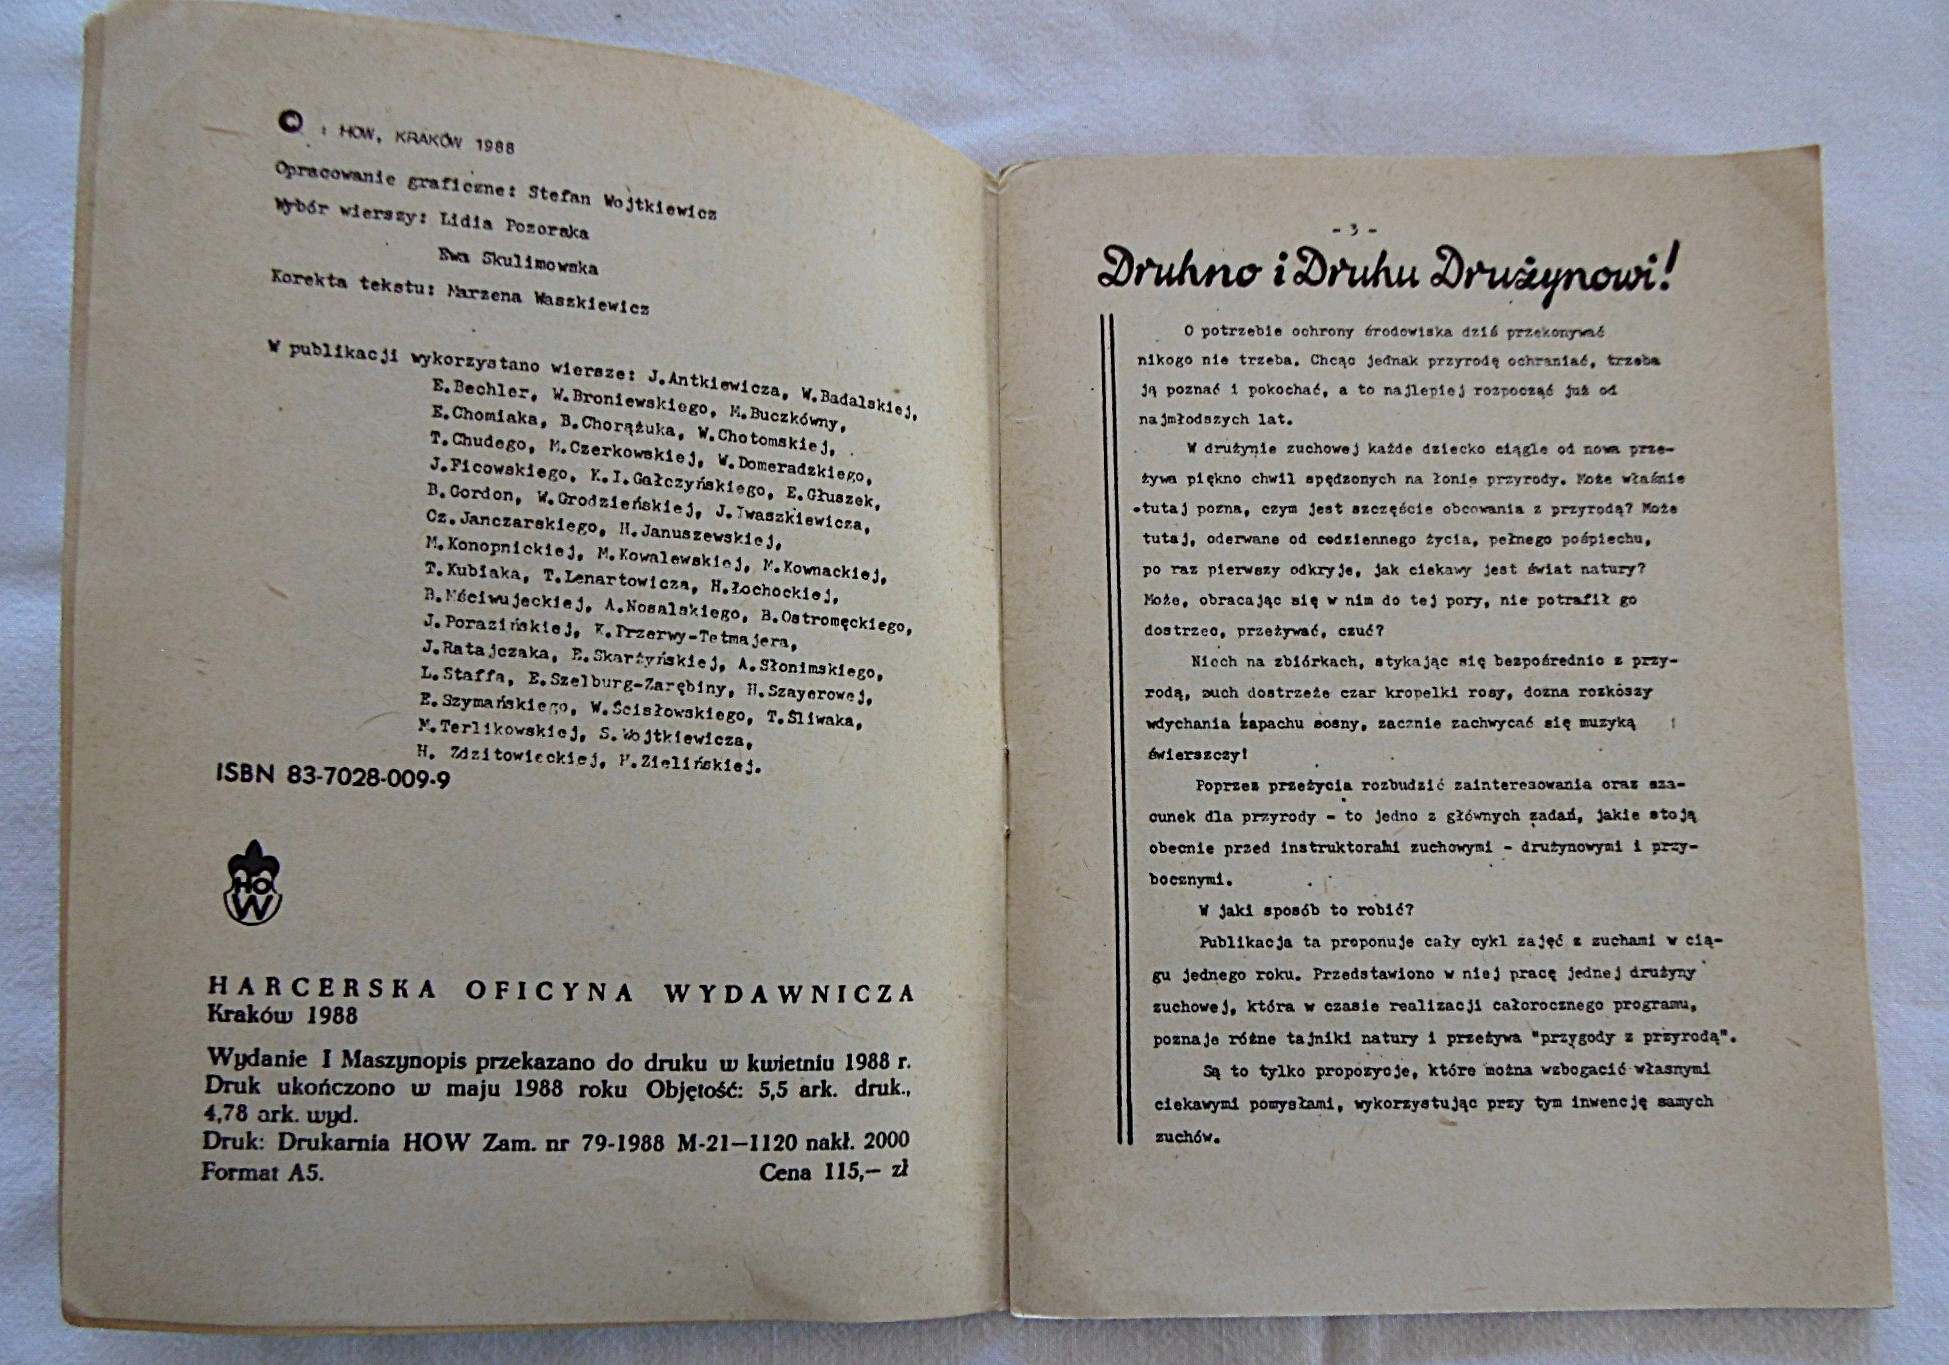 © : HOW, KRAKÓW 1988
Opracowanie graficzne: Stefan Wojtkiewicz
Wybór wierszy: Lidia Pozoraka
Ewa Skulimowska
Korekta tekstu: Marzena Waszkiewicz
W publikacji wykorzystano wiersze: J.Antkiewicza, W.Badalskiej,
E.Bechler, W.Broniewskiego, M.Buczkówny,
E.Chomiaka, B.Chorążuka, W.Chotomskiej,
T.Chudego, M.Czerkowskiej, W.Domeradzkiego,
J.Ficowskiego, K.I.Gałczyńskiego, E.Głuszek,
B.Gordon, W.Grodzieńskiej, J.Iwaszkiewicza,
Cz.Janczarskiego, H.Januszewskiej,
M.Konopnickiej, M.Kowalewskiej, M.Kownackiej,
T.Kubiaka, T.Lenartowicza, H.Łochockiej,
B.Mściwujeckiej, A.Nosalskiego, B.Ostromęckiego,
J.Porazińskiej, K.Przerwy-Tetmajera,
J.Ratajczaka, E.Skarżyńskiej, A.Słonimskiego,
L.Staffa, E.Szelburg-Zarębiny, H.Szayerowej,
E.Szymańskiego, W.Ścisłowskiego, T.Śliwaka,
M.Terlikowskiej, S.Wojtkiewicza,
H. Zdzitowieckiej, M.Zielińskiej.
ISBN 83-7028-009-9
HOW
HARCERSKA OFICYNA WYDAWNICZA
Kraków 1988
Wydanie I Maszynopis przekazano do druku w kwietniu 1988 r.
Druk ukończono w maju 1988 roku Objętość: 5,5 ark. druk.,
4,78 ark. wyd.
Druk: Drukarnia HOW Zam. nr 79-1988 M-21—1120 nakł. 2000
Format A5. Cena 115,— zł
- 3 -
Druhno i Druhu Drużynowi!
O potrzebie ochrony środowiska dziś przekonywać
nikogo nie trzeba. Chcąc jednak przyrodę ochraniać, trzeba
ją poznać i pokochać, a to najlepiej rozpocząć już od
najmłodszych lat.
W drużynie zuchowej każde dziecko ciągle od nowa prze-
żywa piękno chwil spędzonych na łonie przyrody. Może właśnie
tutaj pozna, czym jest szczęście obcowania z przyrodą? Może
tutaj, oderwane od codziennego życia, pełnego pośpiechu,
po raz pierwszy odkryje, jak ciekawy jest świat natury?
Może, obracając się w nim do tej pory, nie potrafił go
dostrzec, przeżywać, czuć?
Niech na zbiórkach, stykając się bezpośrednio z przy-
rodą, zuch dostrzeże czar kropelki rosy, dozna rozkoszy
wdychania zapachu sosny, zacznie zachwycać się muzyką
świerszczy!
Poprzez przeżycia rozbudzić zainteresowania oraz sza-
cunek dla przyrody - to jedno z głównych zadań, jakie stoją
obecnie przed instruktorami zuchowymi - drużynowymi i przy-
bocznymi.
W jaki sposób to robić?
Publikacja ta proponuje cały cykl zajęć z zuchami w cią-
gu jednego roku. Przedstawiono w niej pracę jednej drużyny
zuchowej, która w czasie realizacji całorocznego programu,
poznaje różne tajniki natury i przeżywa "przygody z przyrodą".
Są to tylko propozycje, które można wzbogacić własnymi
ciekawymi pomysłami, wykorzystując przy tym inwencję samych
zuchów.